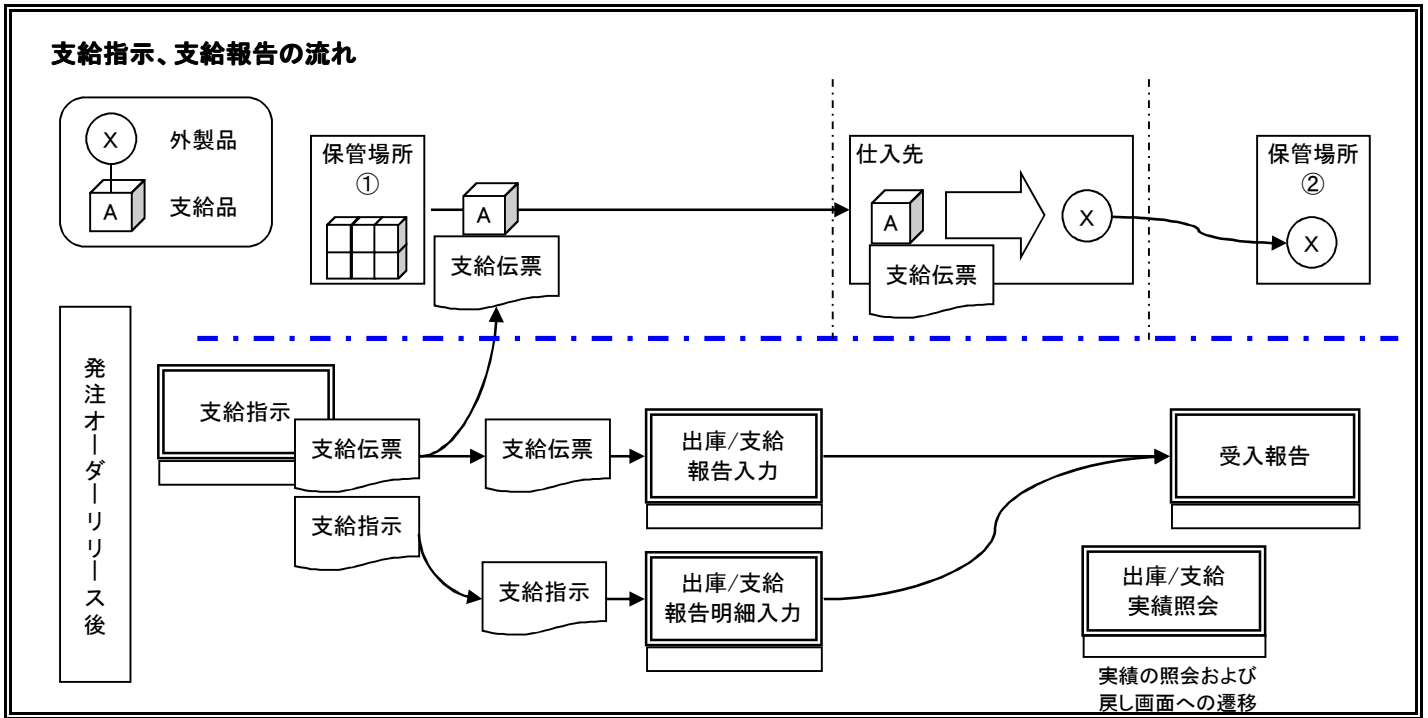 支給指示、支給報告の流れ
X
外製品
A
支給品
保管場所
①
A
支給伝票
仕入先
A
支給伝票
X
保管場所
②
X
発注オーダーリリース後
支給指示
支給伝票
支給指示
支給伝票
支給指示
出庫/支給
報告入力
出庫/支給
報告明細入力
受入報告
出庫/支給
実績照会
実績の照会および
戻し画面への遷移